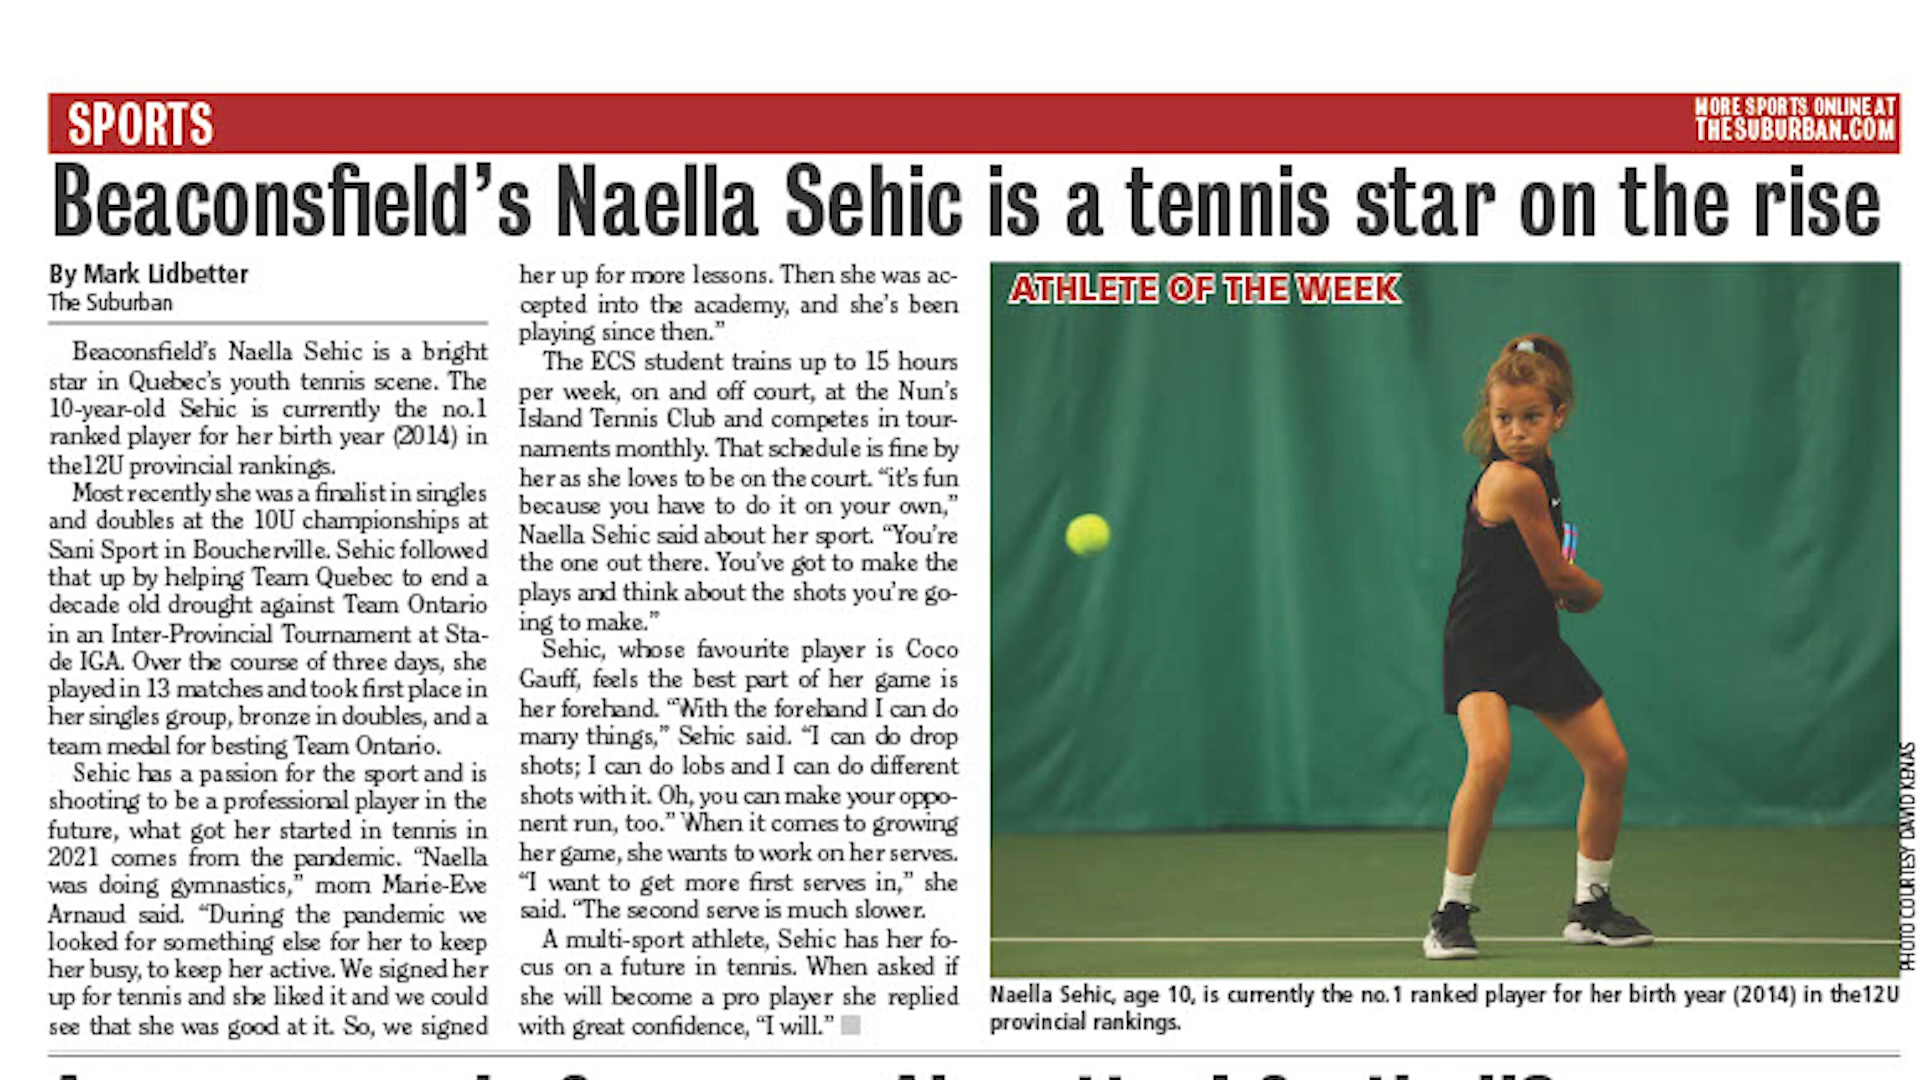 SPORTS
MORE SPORTS ONLINE AT
THESUBURBAN.COM
Beaconsfield’s Naella Sehic is a tennis star on the rise
By Mark Lidbetter
The Suburban
Beaconsfield’s Naella Sehic is a bright
star in Quebec’s youth tennis scene. The
10-year-old Sehic is currently the no.1
ranked player for her birth year (2014) in
the12U provincial rankings.
Most recently she was a finalist in singles
and doubles at the 10U championships at
Sani Sport in Boucherville. Sehic followed
that up by helping Team Quebec to end a
decade old drought against Team Ontario
in an Inter-Provincial Tournament at Sta-
de IGA. Over the course of three days, she
played in 13 matches and took first place in
her singles group, bronze in doubles, and a
team medal for besting Team Ontario.
Sehic has a passion for the sport and is
shooting to be a professional player in the
future, what got her started in tennis in
2021 comes from the pandemic. “Naella
was doing gymnastics,” mom Marie-Eve
Arnaud said. “During the pandemic we
looked for something else for her to keep
her busy, to keep her active. We signed her
up for tennis and she liked it and we could
see that she was good at it. So, we signed
her up for more lessons. Then she was ac-
cepted into the academy, and she’s been
playing since then.”
The ECS student trains up to 15 hours
per week, on and off court, at the Nun’s
Island Tennis Club and competes in tour-
naments monthly. That schedule is fine by
her as she loves to be on the court. “it’s fun
because you have to do it on your own,”
Naella Sehic said about her sport. “You’re
the one out there. You’ve got to make the
plays and think about the shots you’re go-
ing to make.”
Sehic, whose favourite player is Coco
Gauff, feels the best part of her game is
her forehand. “With the forehand I can do
many things,” Sehic said. “I can do drop
shots; I can do lobs and I can do different
shots with it. Oh, you can make your oppo-
nent run, too.” When it comes to growing
her game, she wants to work on her serves.
“I want to get more first serves in,” she
said. “The second serve is much slower.
A multi-sport athlete, Sehic has her fo-
cus on a future in tennis. When asked if
she will become a pro player she replied
with great confidence, “I will.”
ATHLETE OF THE WEEK
PHOTO COURTESY DAVID KENAS
Naella Sehic, age 10, is currently the no.1 ranked player for her birth year (2014) in the12U
provincial rankings.